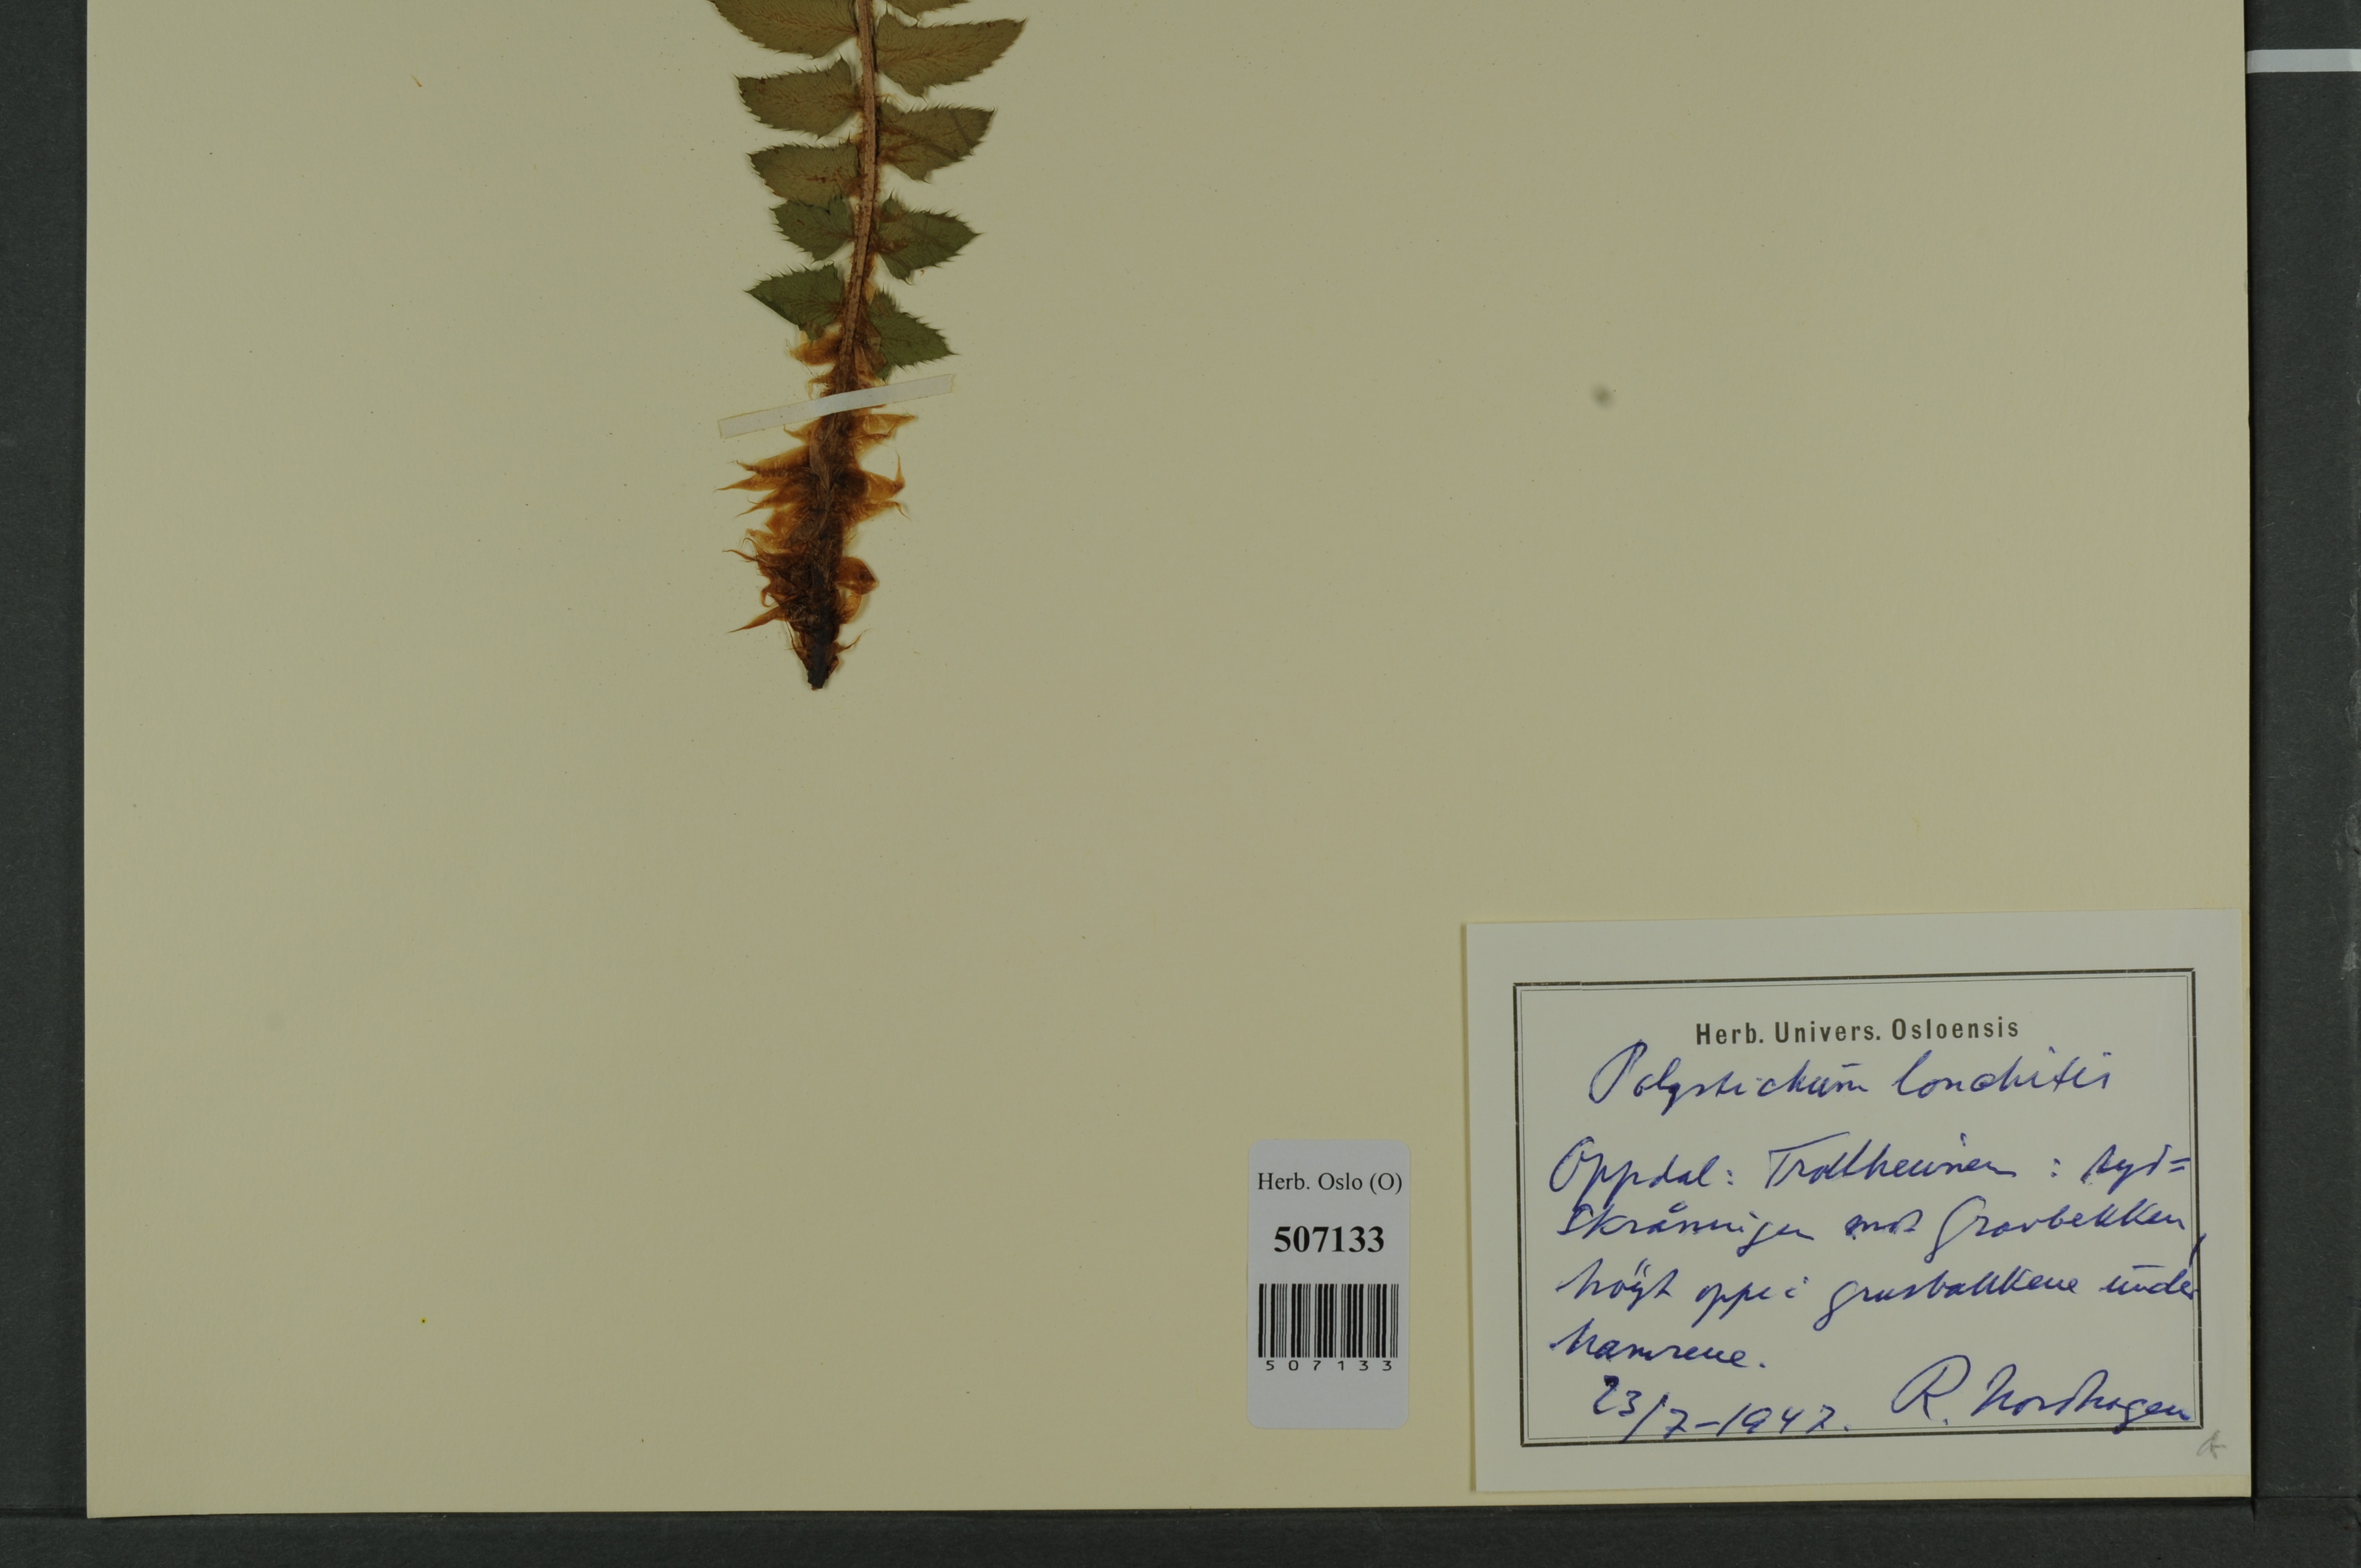 Herb. Univers. Osloensis
Polystichum lonchitis
Oppdal: Trollheimen : syd=
skråningen mot Gravbekken,
höyt oppe i grusbakkene under
hamrene.
23/7-1947. R. Nordhagen
Herb. Oslo (O)
507133
507133